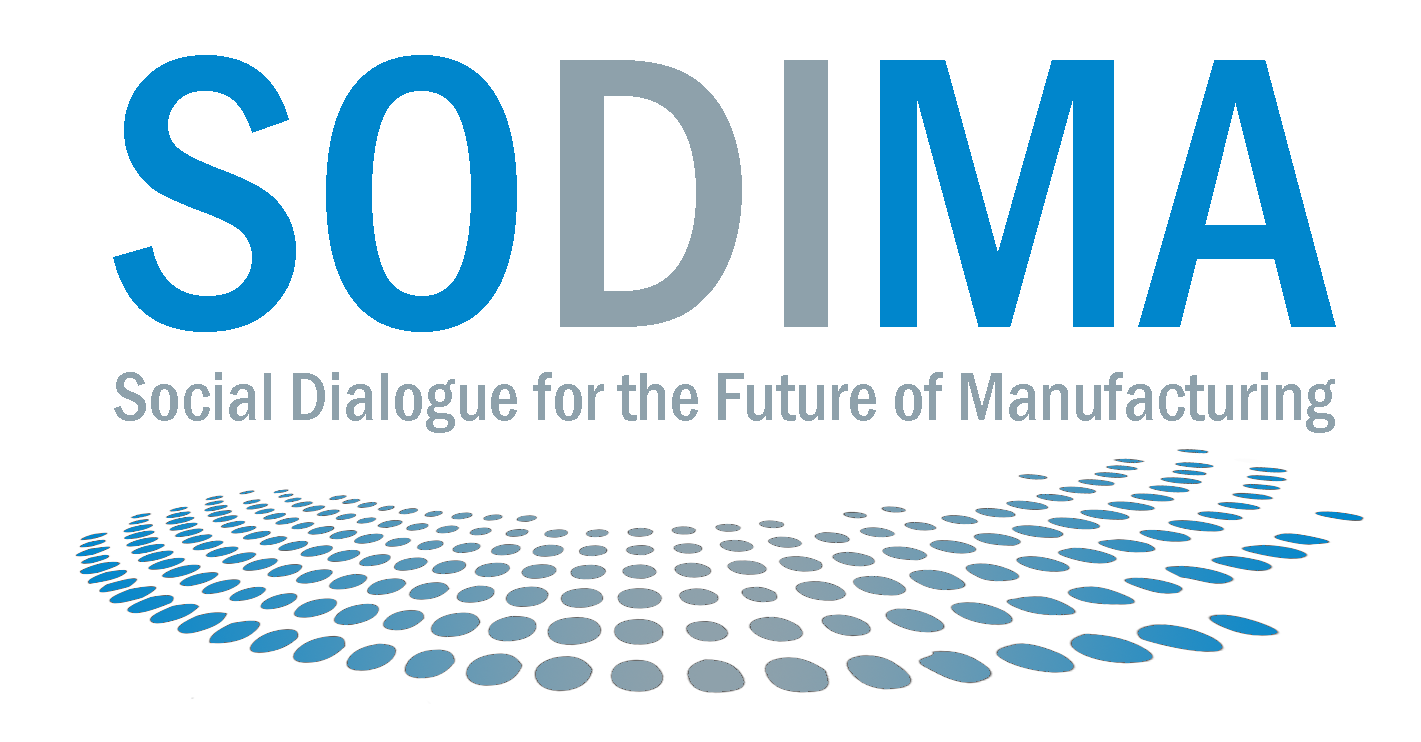 SODIMA
Social Dialogue for the Future of Manufacturing